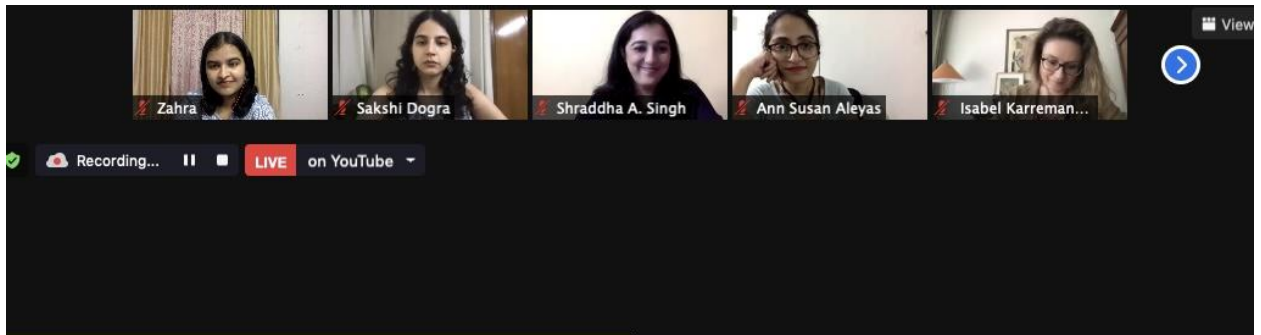 View
Zahra
Sakshi Dogra
Shraddha A. Singh
Ann Susan Aleyas
Isabel Karreman...
Recording...
LIVE on YouTube